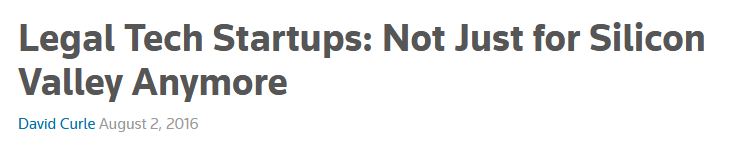 Legal Tech Startups: Not Just for Silicon
Valley Anymore
David Curle August 2, 2016